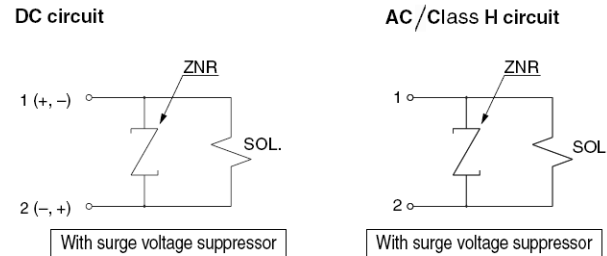 DC circuit
ZNR
1 (+, –)
SOL.
2 (–, +)
With surge voltage suppressor
AC/Class H circuit
ZNR
1
SOL
2
With surge voltage suppressor